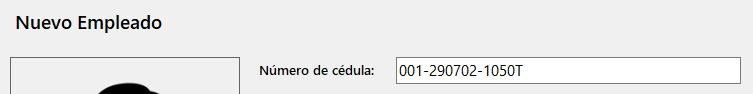 Nuevo Empleado
Número de cédula: 001-290702-1050T